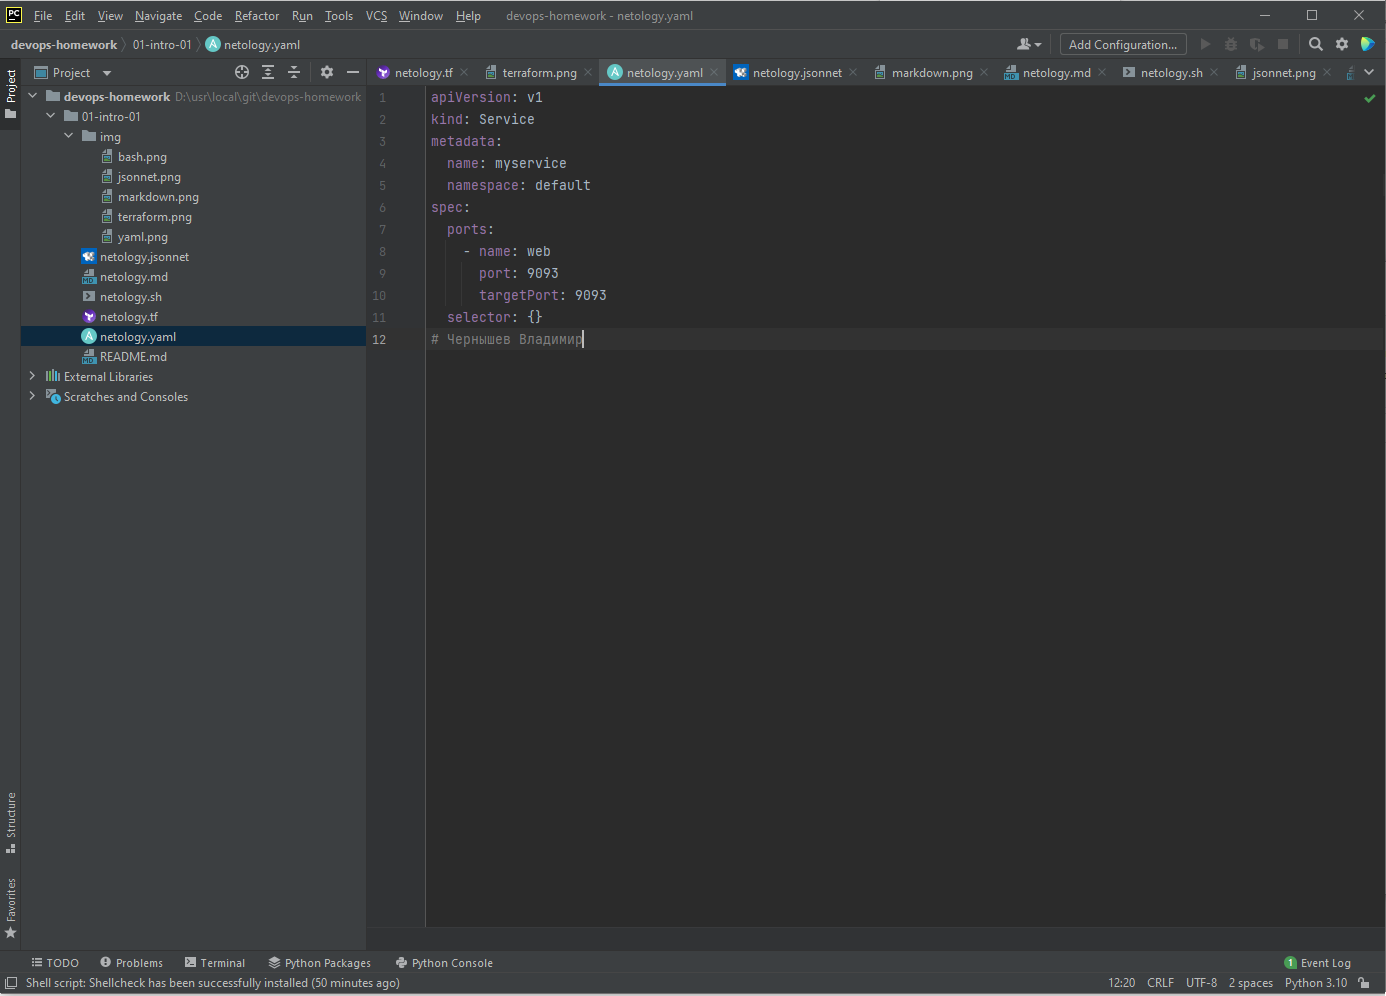 PC File Edit View Navigate Code Refactor Run Tools VCS Window Help devops-homework - netology.yaml
devops-homework 01-intro-01 netology.yaml Add Configuration...
Project
Project
netology.tf terraform.png netology.yaml netology.jsonnet markdown.png netology.md netology.sh jsonnet.png
devops-homework D:\usr\local\git\devops-homework
01-intro-01
img
bash.png
jsonnet.png
markdown.png
terraform.png
yaml.png
netology.jsonnet
netology.md
netology.sh
netology.tf
netology.yaml
README.md
External Libraries
Scratches and Consoles
1 apiVersion: v1
2 kind: Service
3 metadata:
4 name: myservice
5 namespace: default
6 spec:
7 ports:
8 - name: web
9 port: 9093
10 targetPort: 9093
11 selector: {}
12 # Чернышев Владимир
Structure
Favorites
TODO Problems Terminal Python Packages Python Console 1 Event Log
Shell script: Shellcheck has been successfully installed (50 minutes ago) 12:20 CRLF UTF-8 2 spaces Python 3.10